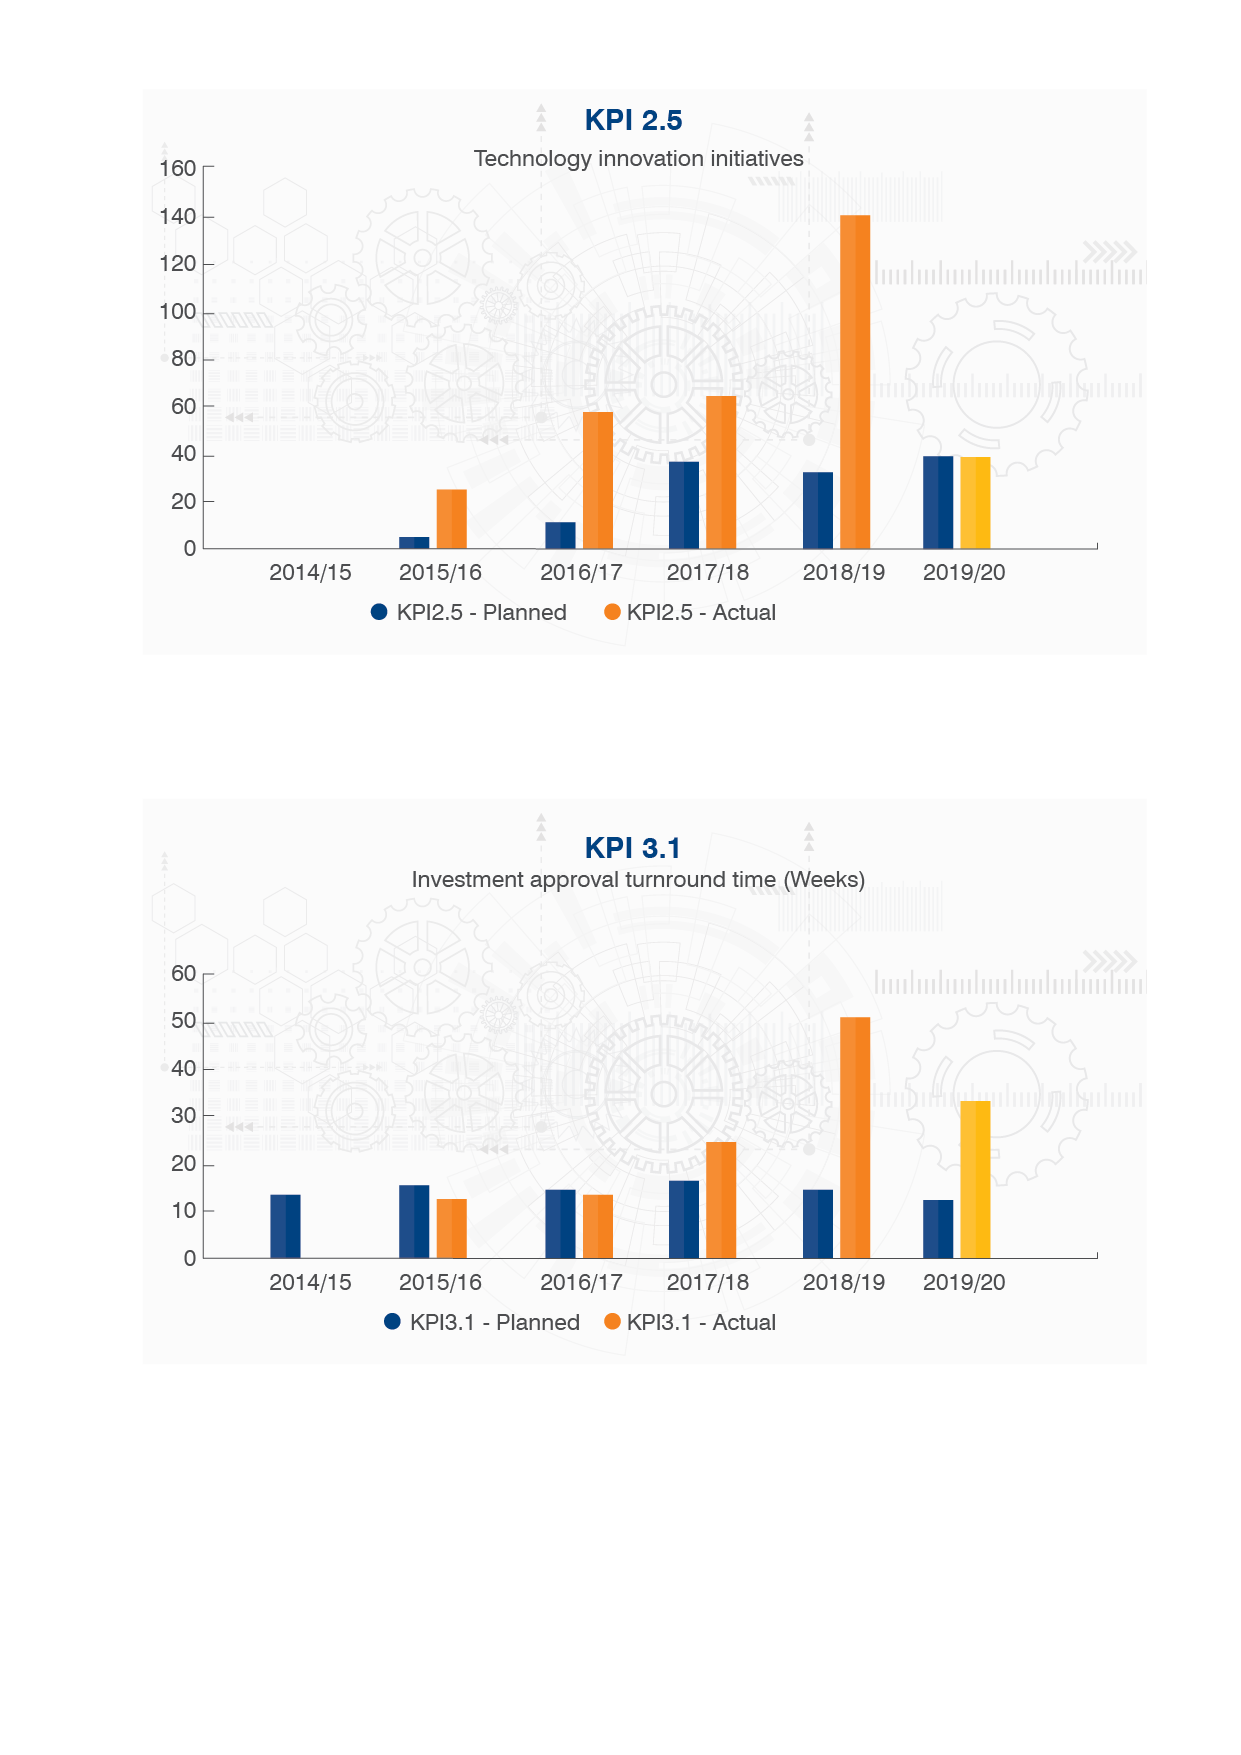 KPI 2.5
Technology innovation initiatives
160
140
120
100
80
60
40
20
0
2014/15 2015/16 2016/17 2017/18 2018/19 2019/20
KPI2.5 - Planned KPI2.5 - Actual
KPI 3.1
Investment approval turnround time (Weeks)
60
50
40
30
20
10
0
2014/15 2015/16 2016/17 2017/18 2018/19 2019/20
KPI3.1 - Planned KPI3.1 - Actual